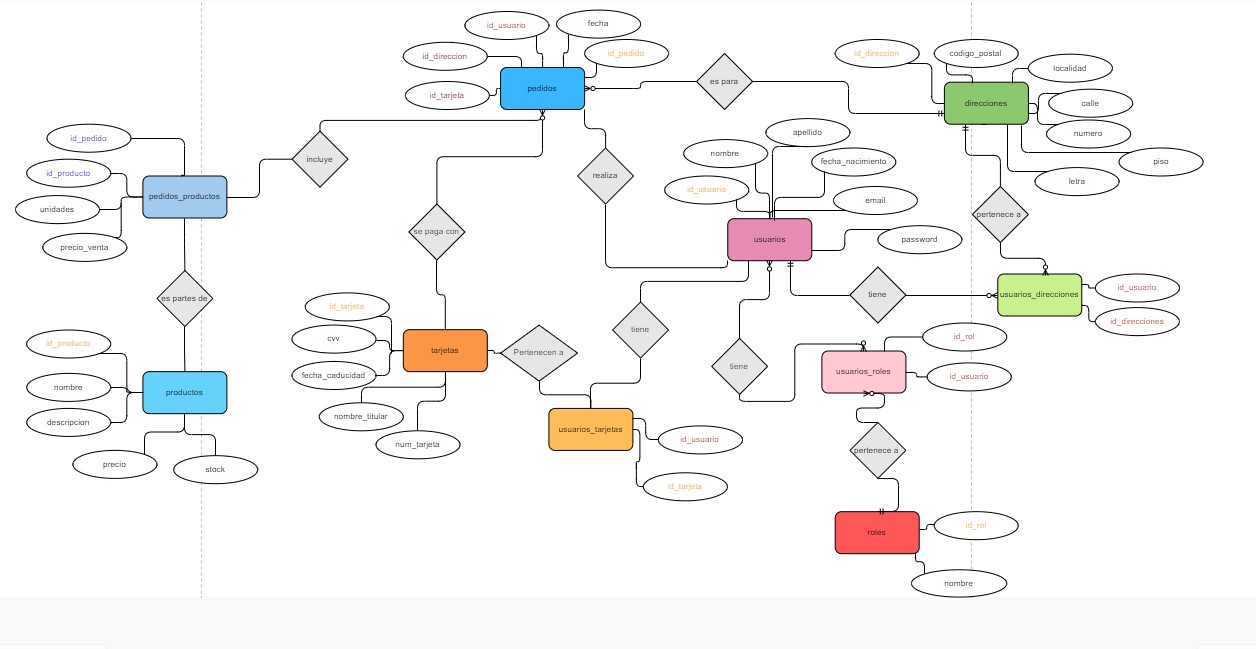 id_usuario
fecha
id_direccion
id_pedido
id_tarjeta
pedidos
es para
id_direccion
codigo_postal
localidad
direcciones
calle
numero
piso
letra
id_pedido
id_producto
unidades
precio_venta
pedidos_productos
incluye
realiza
apellido
nombre
fecha_nacimiento
id_usuario
email
password
usuarios
se paga con
pertenece a
es partes de
tiene
usuarios_direcciones
id_usuario
id_direcciones
id_tarjeta
cvv
fecha_caducidad
nombre_titular
num_tarjeta
tarjetas
Pertenecen a
tiene
tiene
id_rol
usuarios_roles
id_usuario
id_producto
nombre
descripcion
productos
precio
stock
usuarios_tarjetas
id_usuario
id_tarjeta
pertenece a
roles
id_rol
nombre